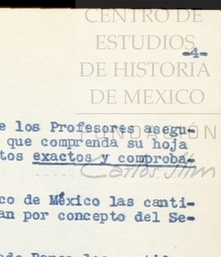 CENTRO DE
ESTUDIOS
DE HISTORIA
DE MEXICO
FUNDACIÓN
Carlos Slim
-4-
e los Profesores asegu-
que comprenda su hoja
tos exactos y comproba-
co de México las canti-
an por concepto del Se-